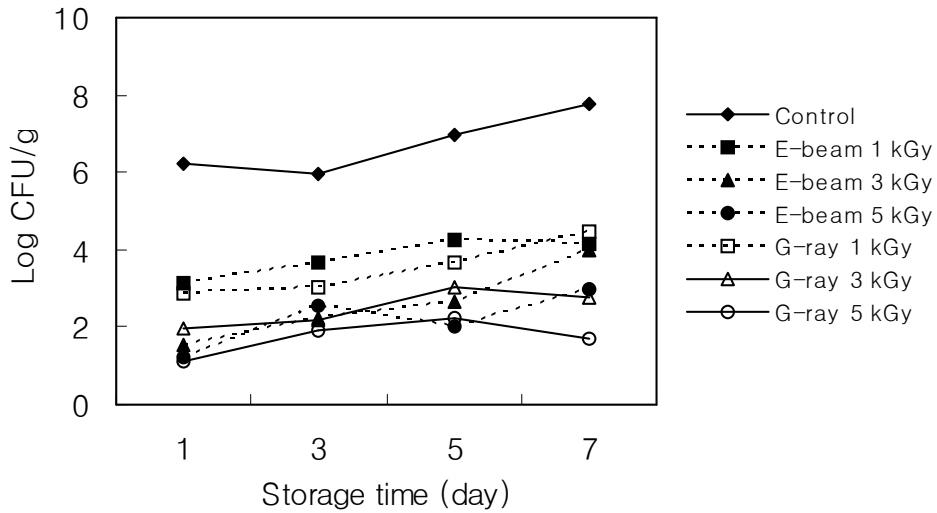 10
8
6
4
2
0
Log CFU/g
1 3 5 7
Storage time (day)
Control
E-beam 1 kGy
E-beam 3 kGy
E-beam 5 kGy
G-ray 1 kGy
G-ray 3 kGy
G-ray 5 kGy